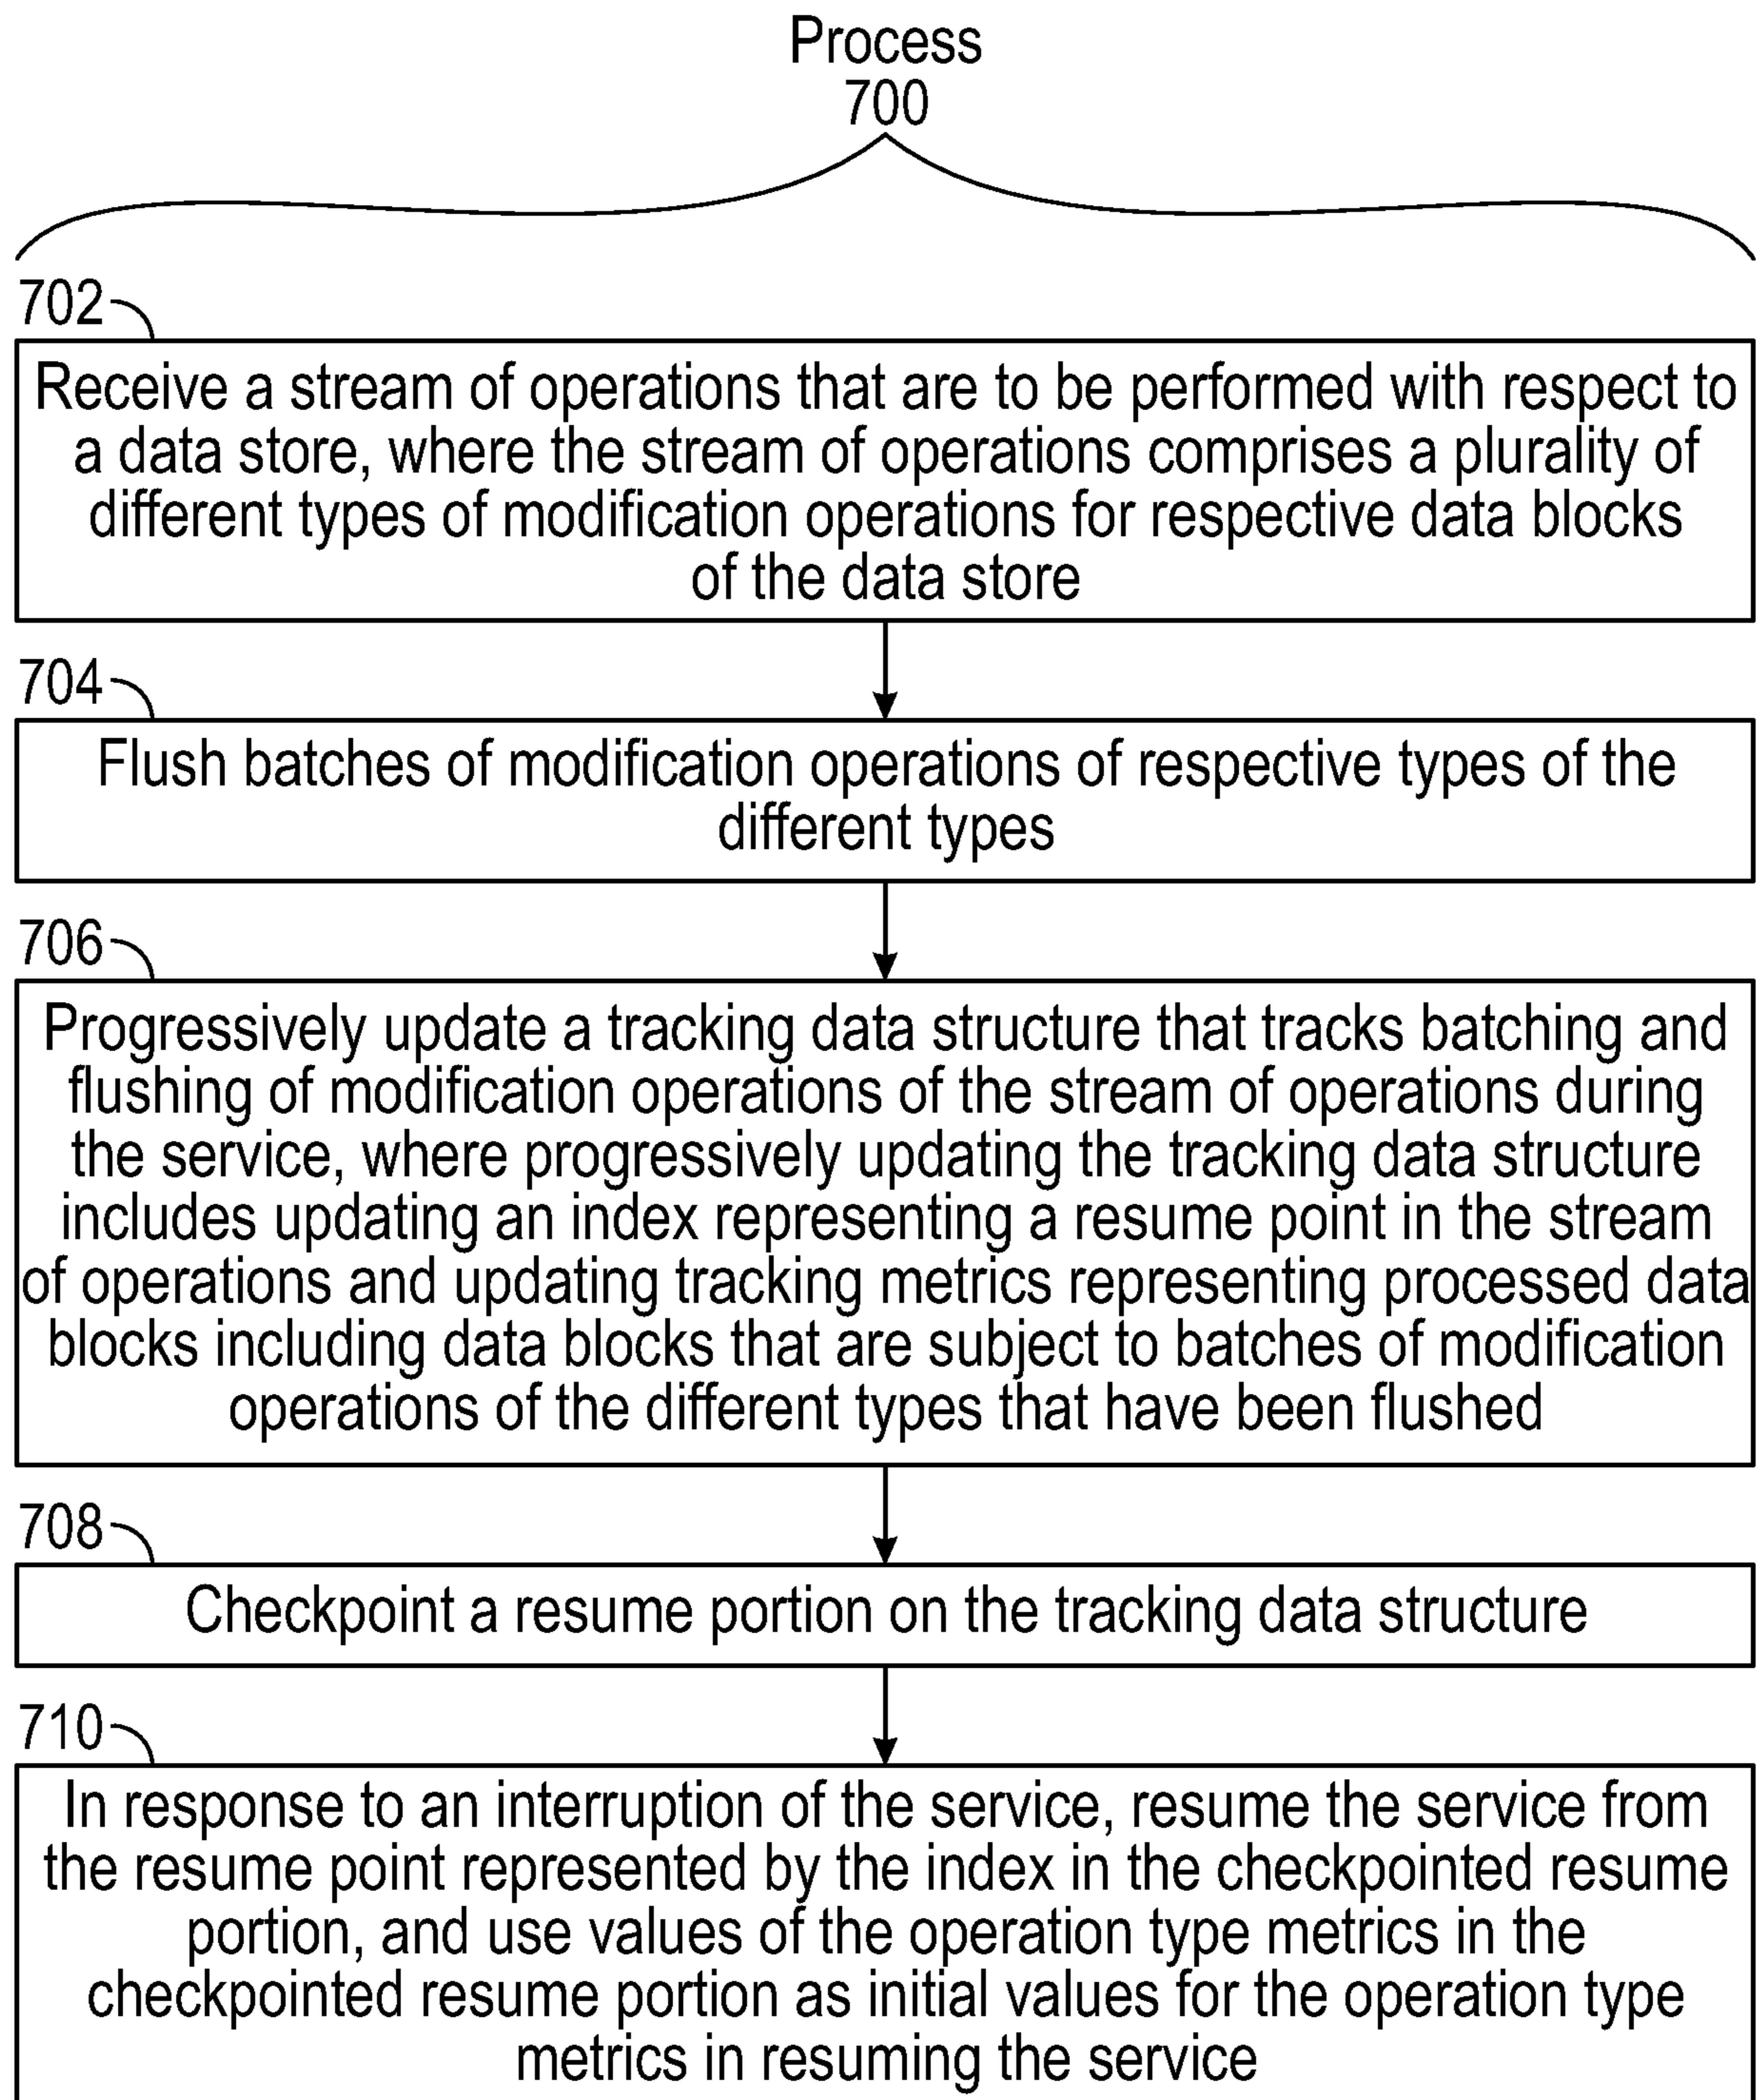 Process
700
702
Receive a stream of operations that are to be performed with respect to
a data store, where the stream of operations comprises a plurality of
different types of modification operations for respective data blocks
of the data store
704
Flush batches of modification operations of respective types of the
different types
706
Progressively update a tracking data structure that tracks batching and
flushing of modification operations of the stream of operations during
the service, where progressively updating the tracking data structure
includes updating an index representing a resume point in the stream
of operations and updating tracking metrics representing processed data
blocks including data blocks that are subject to batches of modification
operations of the different types that have been flushed
708
Checkpoint a resume portion on the tracking data structure
710
In response to an interruption of the service, resume the service from
the resume point represented by the index in the checkpointed resume
portion, and use values of the operation type metrics in the
checkpointed resume portion as initial values for the operation type
metrics in resuming the service